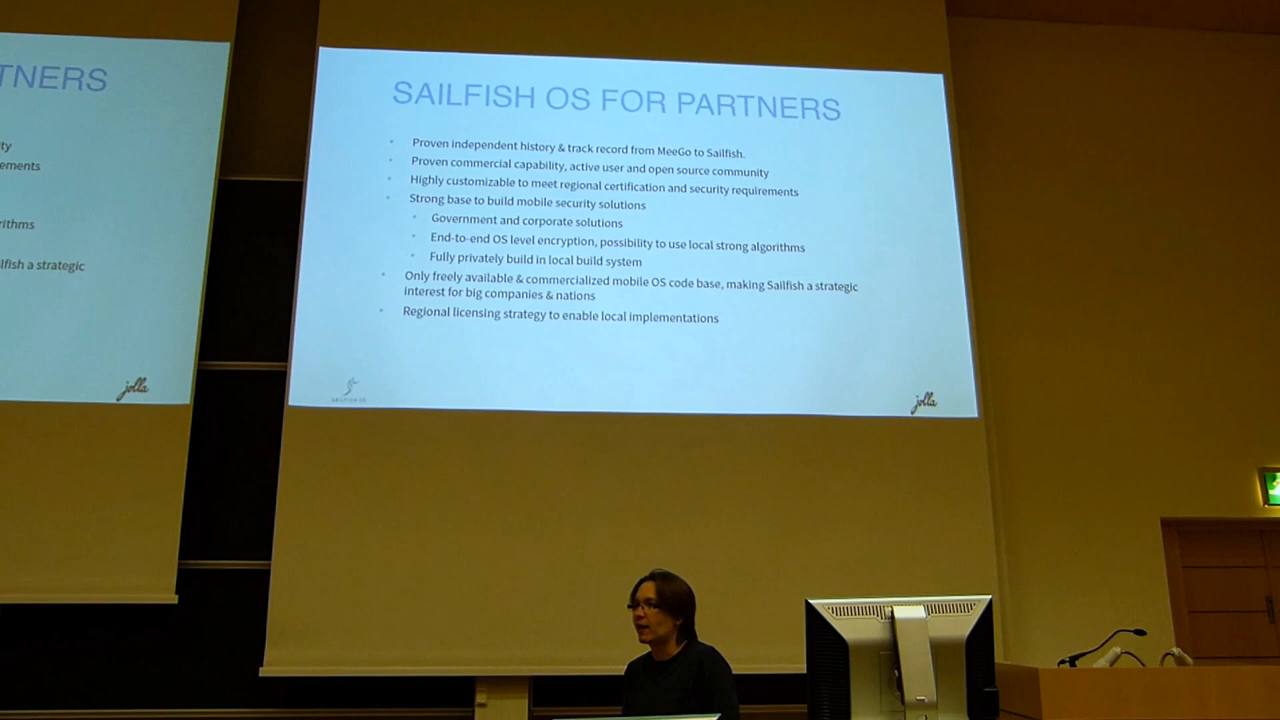 TNERS
ty
ements
rithms
lfish a strategic
jolla
SAILFISH OS FOR PARTNERS
Proven independent history & track record from MeeGo to Sailfish.
Proven commercial capability, active user and open source community
Highly customizable to meet regional certification and security requirements
Strong base to build mobile security solutions
Government and corporate solutions
End-to-end OS level encryption, possibility to use local strong algorithms
Fully privately build in local build system
Only freely available & commercialized mobile OS code base, making Sailfish a strategic
interest for big companies & nations
Regional licensing strategy to enable local implementations
SAILFISH OS
jolla